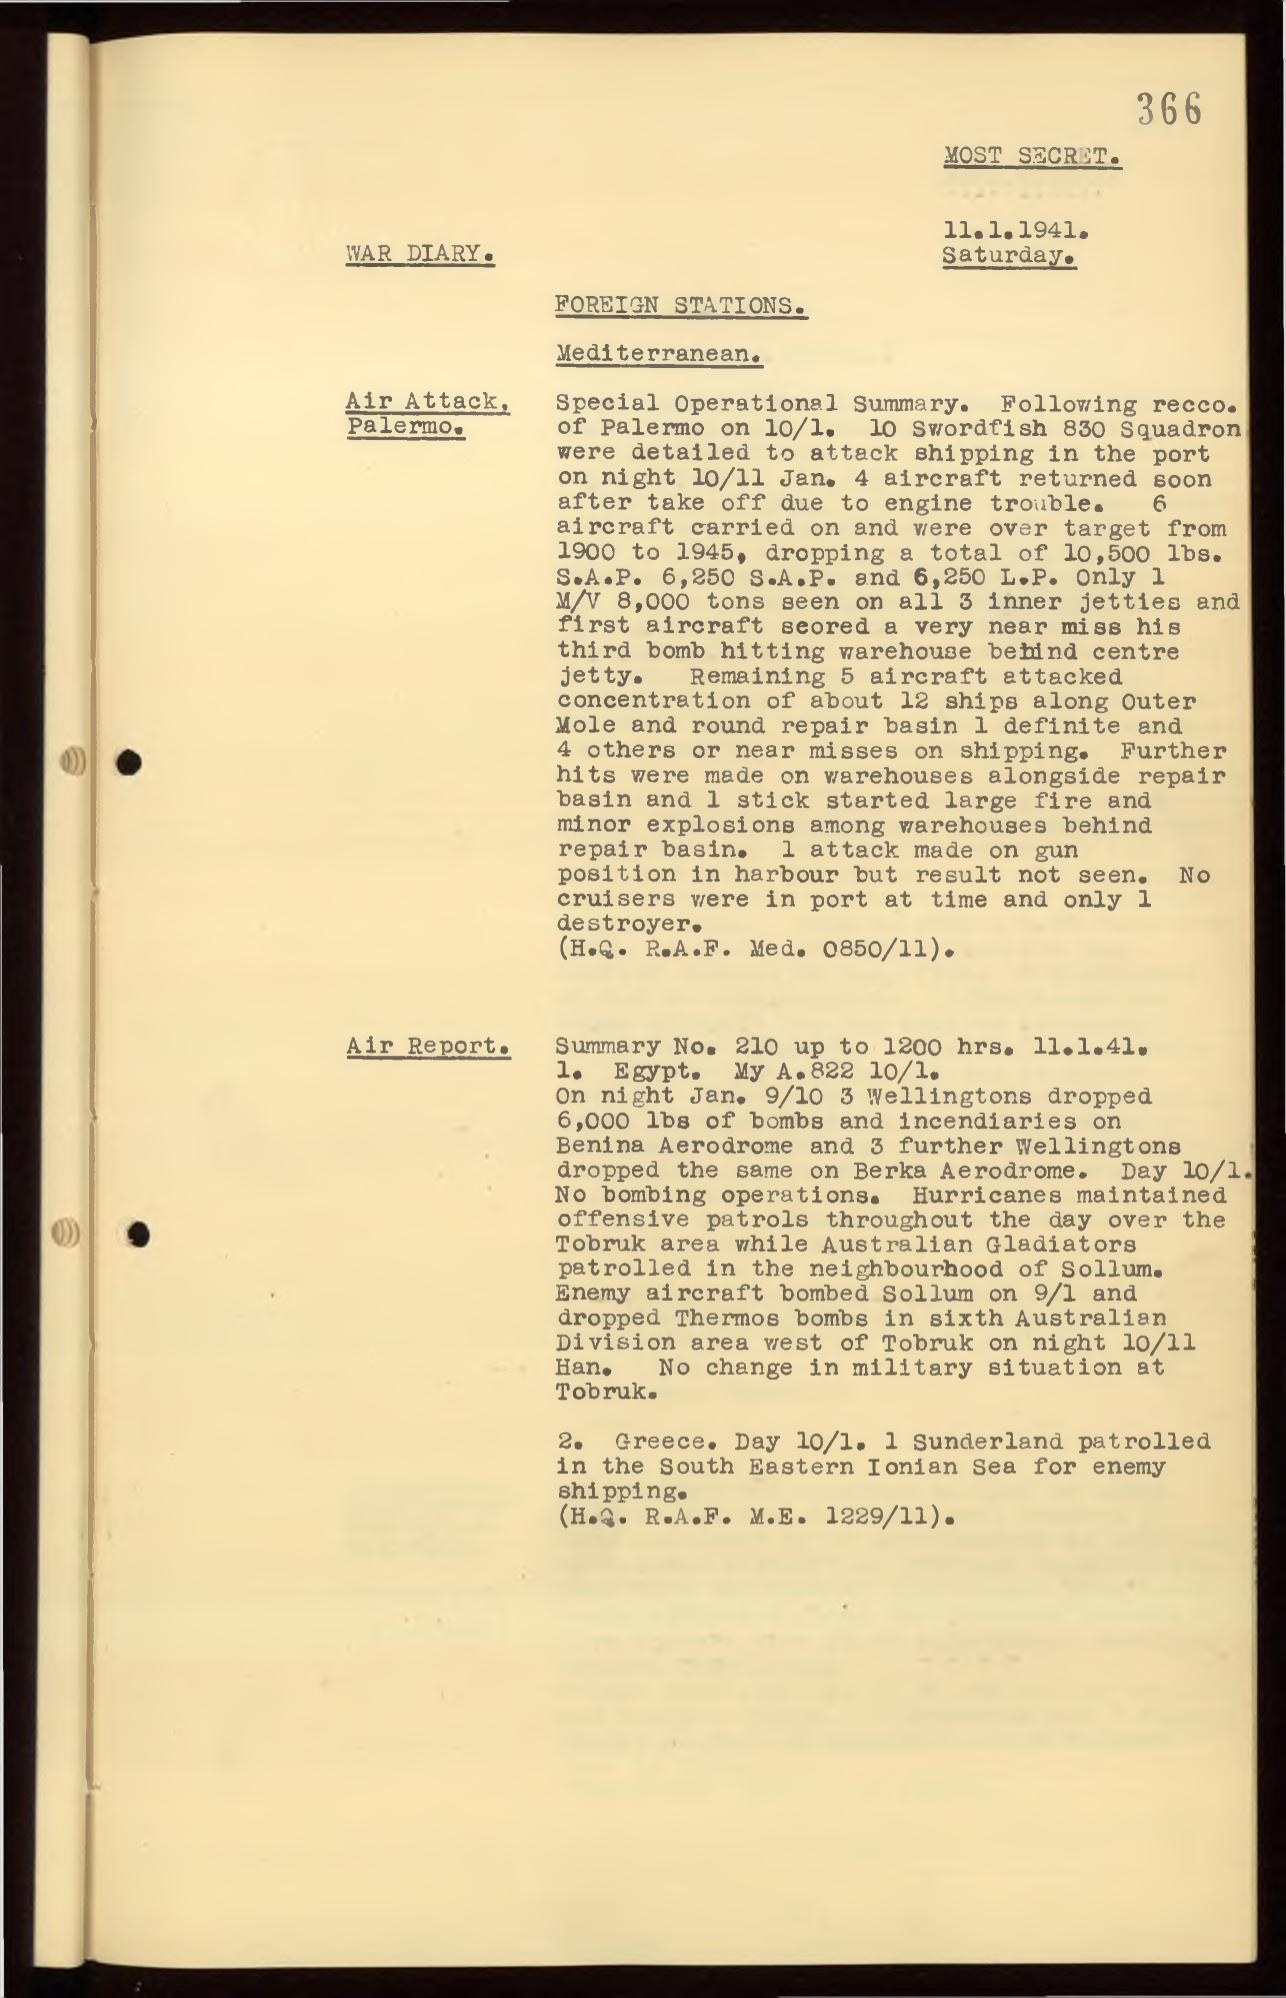 366
MOST SECRET.
11.1.1941.
WAR DIARY.
Saturday.
FOREIGN STATIONS.
Mediterranean.
Air Attack,
Palermo.
Special Operational Summary. Following recco.
of Palermo on 10/1. 10 Swordfish 830 Squadron
were detailed to attack shipping in the port
on night 10/11 Jan. 4 aircraft returned soon
after take off due to engine trouble. 6
aircraft carried on and were over target from
1900 to 1945, dropping a total of 10,500 lbs.
S.A.P. 6,250 S.A.P. and 6,250 L.P. Only 1
M/V 8,000 tons seen on all 3 inner jetties and
first aircraft scored a very near miss his
third bomb hitting warehouse behind centre
jetty. Remaining 5 aircraft attacked
concentration of about 12 ships along Outer
Mole and round repair basin 1 definite and
4 others or near misses on shipping. Further
hits were made on warehouses alongside repair
basin and 1 stick started large fire and
minor explosions among warehouses behind
repair basin. 1 attack made on gun
position in harbour but result not seen. No
cruisers were in port at time and only 1
destroyer.
(H.Q. R.A.F. Med. 0850/11).
Air Report.
Summary No. 210 up to 1200 hrs. 11.1.41.
1. Egypt. My A.822 10/1.
On night Jan. 9/10 3 Wellingtons dropped
6,000 lbs of bombs and incendiaries on
Benina Aerodrome and 3 further Wellingtons
dropped the same on Berka Aerodrome. Day 10/1.
No bombing operations. Hurricanes maintained
offensive patrols throughout the day over the
Tobruk area while Australian Gladiators
patrolled in the neighbourhood of Sollum.
Enemy aircraft bombed Sollum on 9/1 and
dropped Thermos bombs in sixth Australian
Division area west of Tobruk on night 10/11
Han. No change in military situation at
Tobruk.
2. Greece. Day 10/1. 1 Sunderland patrolled
in the South Eastern Ionian Sea for enemy
shipping.
(H.Q. R.A.F. M.E. 1229/11).